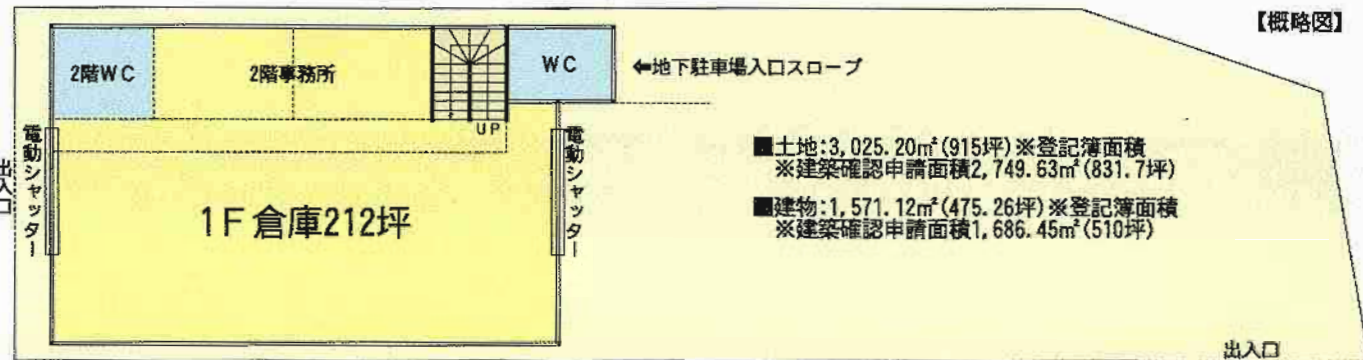 【概略図】
2階WC
2階事務所
WC
←地下駐車場入口スロープ
UP
電動シャッター
電動シャッター
出入口
1F倉庫212坪
■土地:3,025.20㎡(915坪)※登記簿面積
※建築確認申請面積2,749.63㎡(831.7坪)
■建物:1,571.12㎡(475.26坪)※登記簿面積
※建築確認申請面積1,686.45㎡(510坪)
出入口